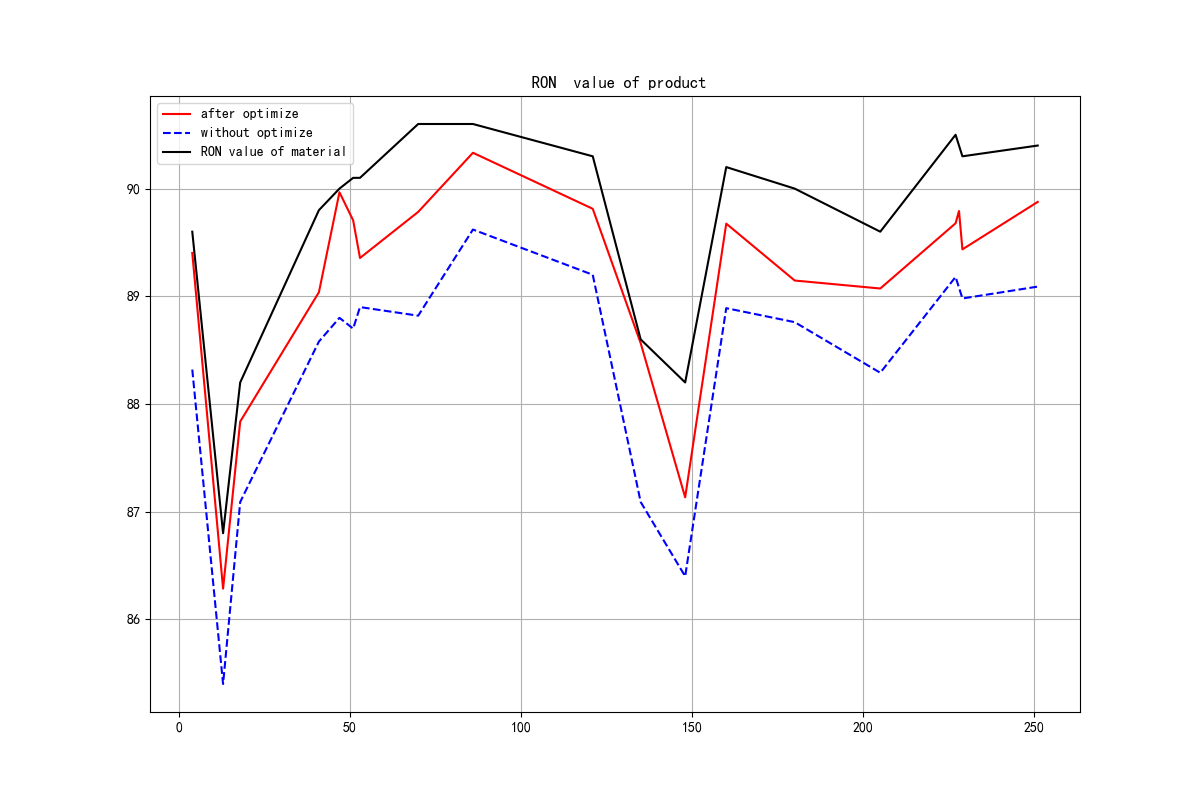 RON  value of product
after optimize
without optimize
RON value of material
90
89
88
87
86
0 50 100 150 200 250